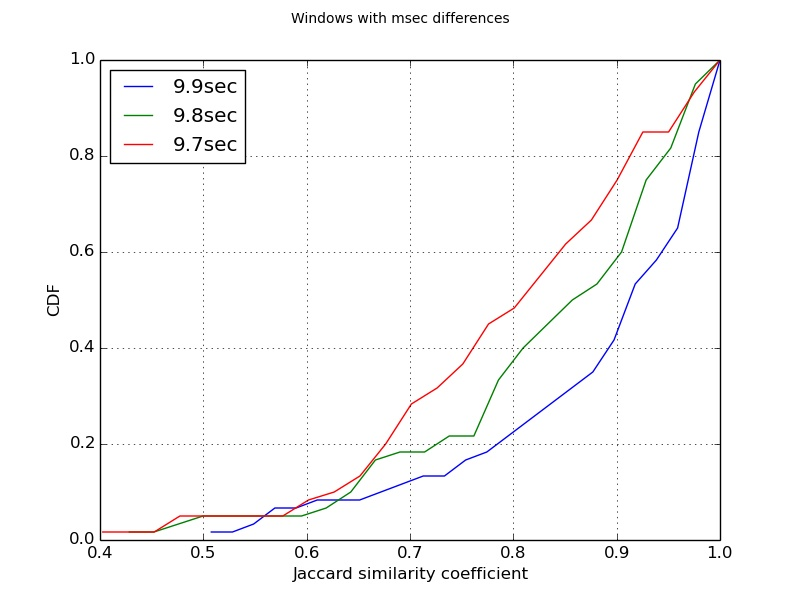 Windows with msec differences
1.0
0.8
0.6
0.4
0.2
0.0
CDF
9.9sec
9.8sec
9.7sec
0.4 0.5 0.6 0.7 0.8 0.9 1.0
Jaccard similarity coefficient